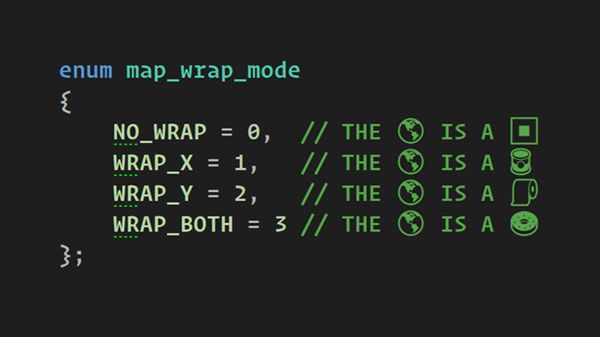 enum map_wrap_mode
{
NO_WRAP = 0, // THE 🌎 IS A 🔲
WRAP_X = 1, // THE 🌎 IS A 🥫
WRAP_Y = 2, // THE 🌎 IS A 🧻
WRAP_BOTH = 3 // THE 🌎 IS A 🍩
};